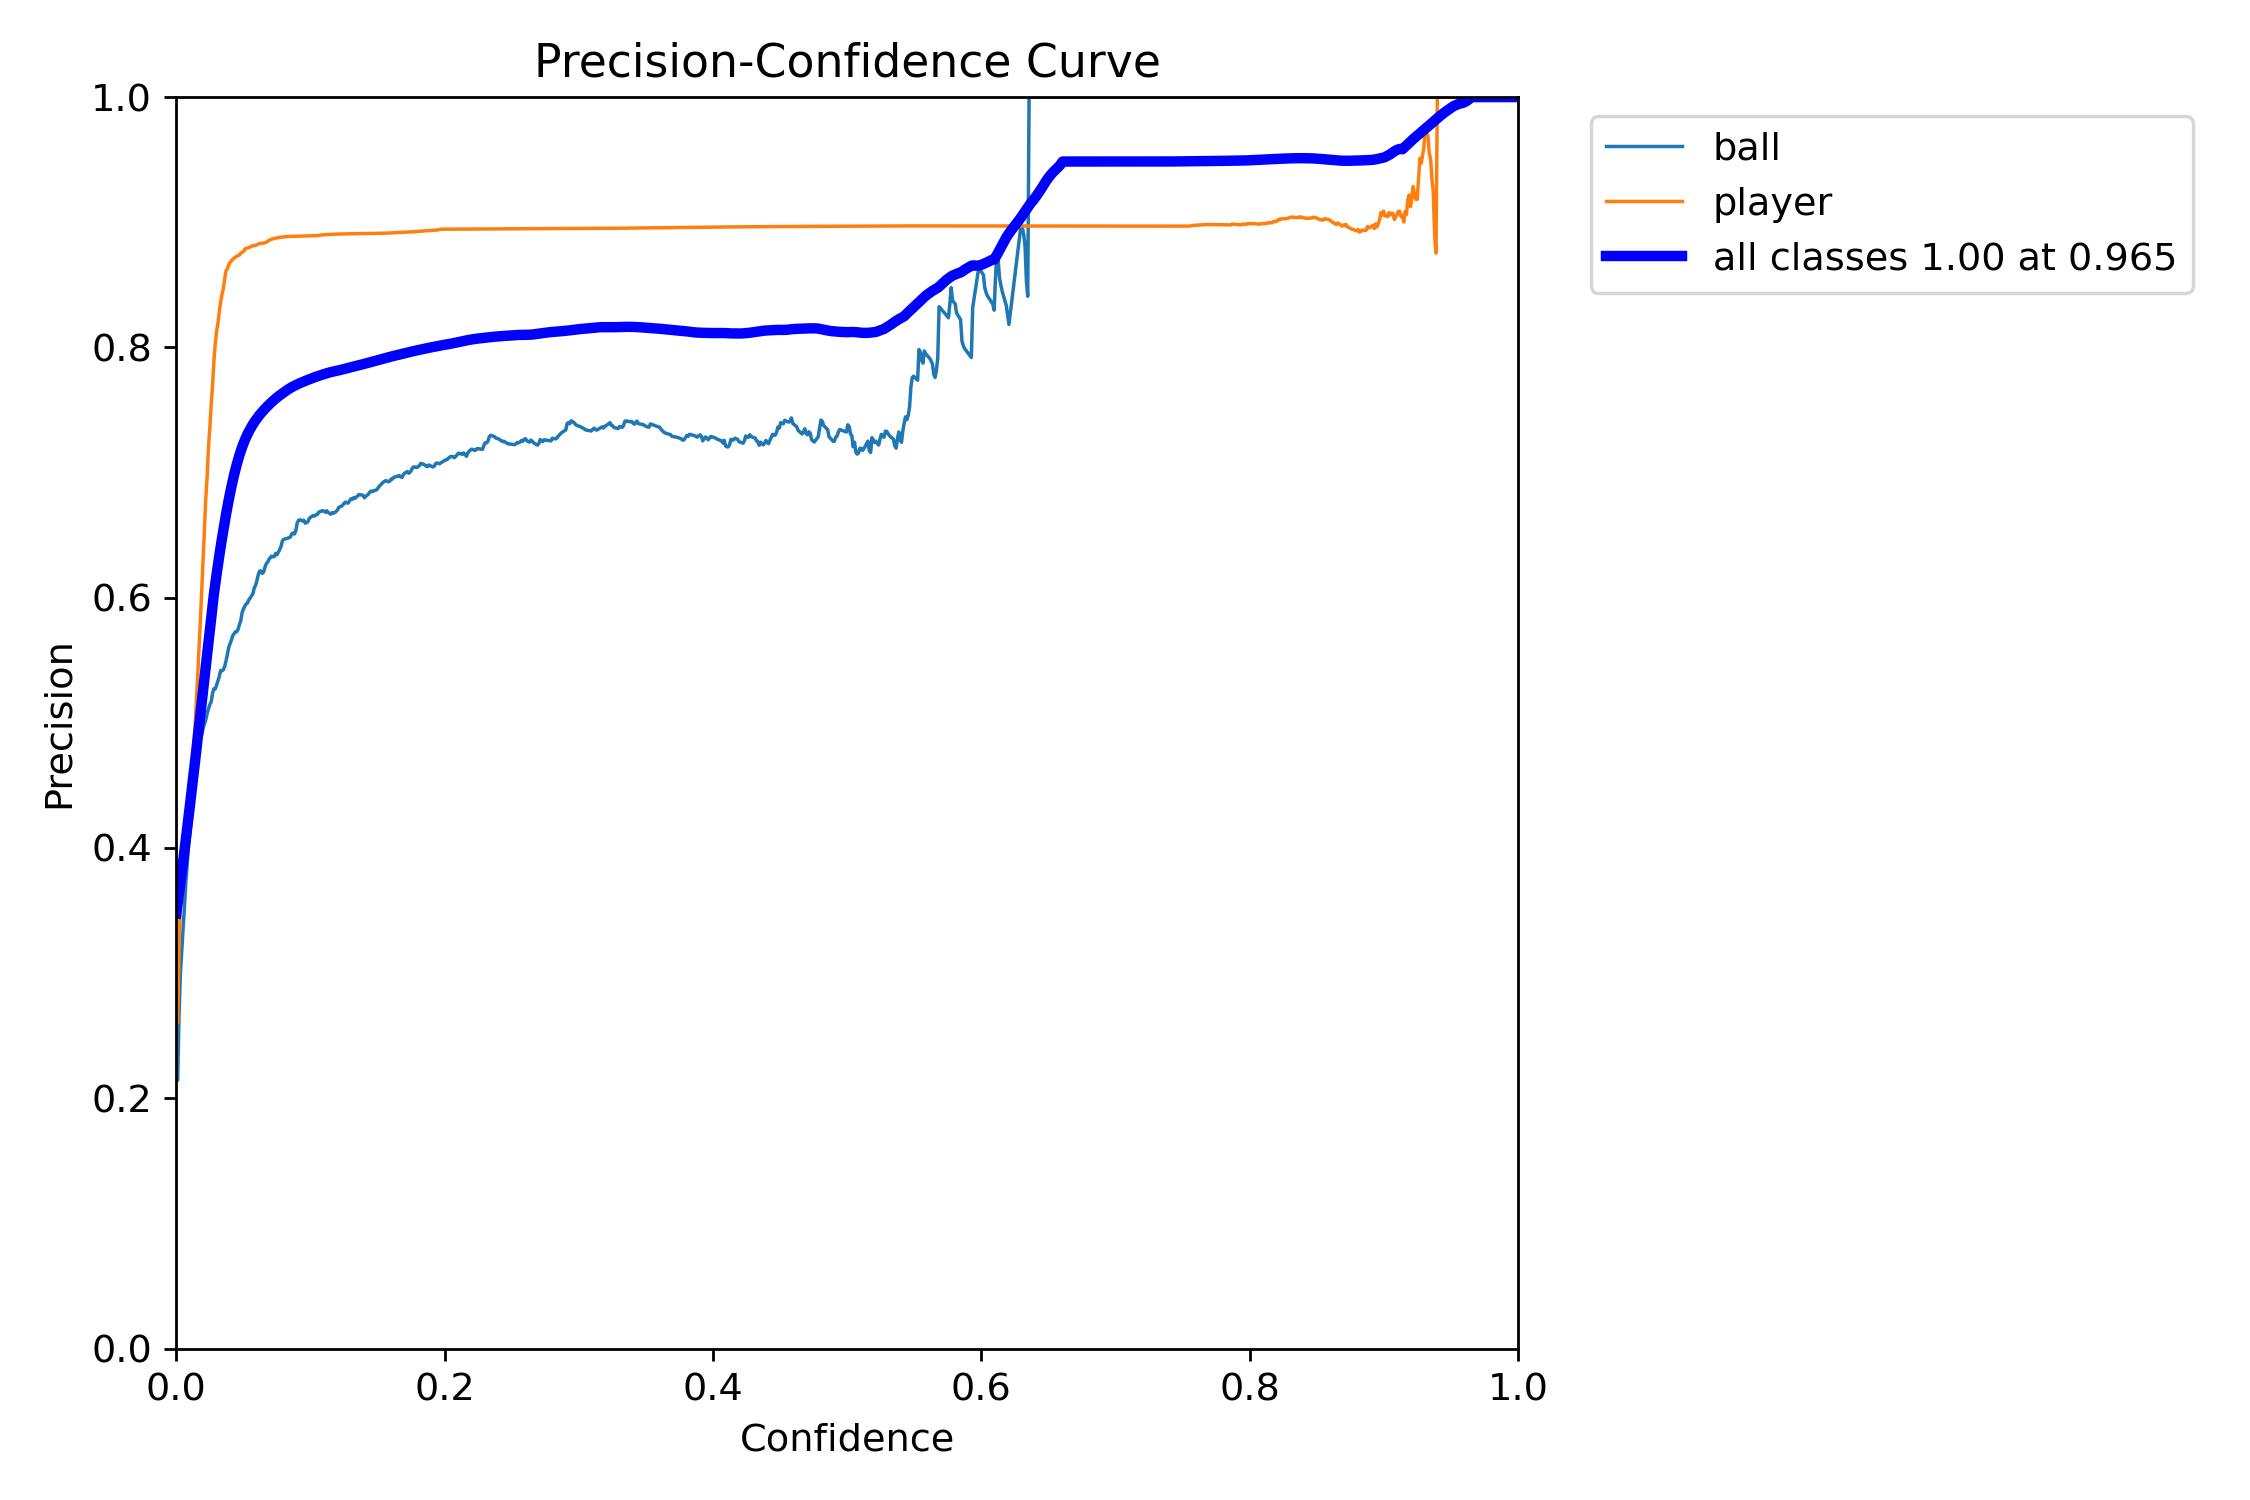 Precision-Confidence Curve
1.0
0.8
0.6
0.4
0.2
0.0
Precision
0.0 0.2 0.4 0.6 0.8 1.0
Confidence
ball
player
all classes 1.00 at 0.965